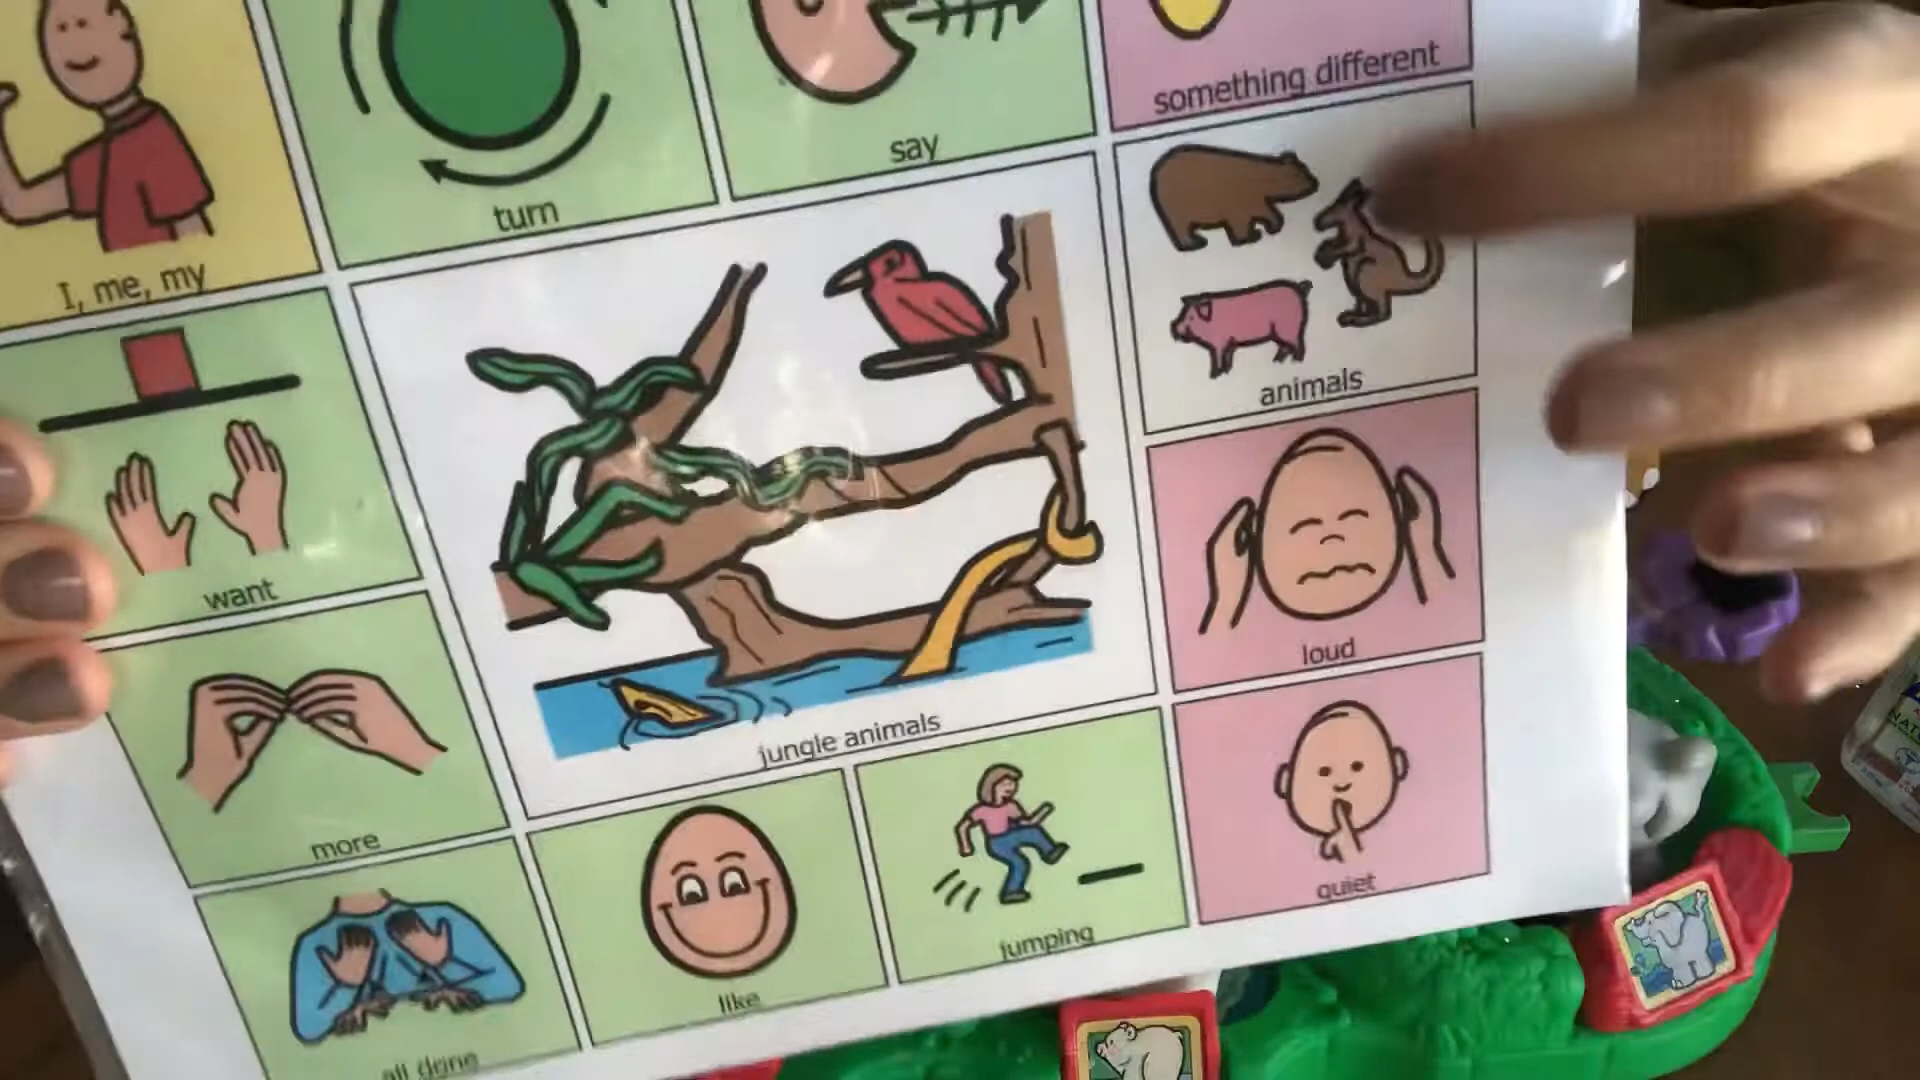 something different
say
turn
I, me, my
animals
want
loud
jungle animals
more
quiet
jumping
like
all done